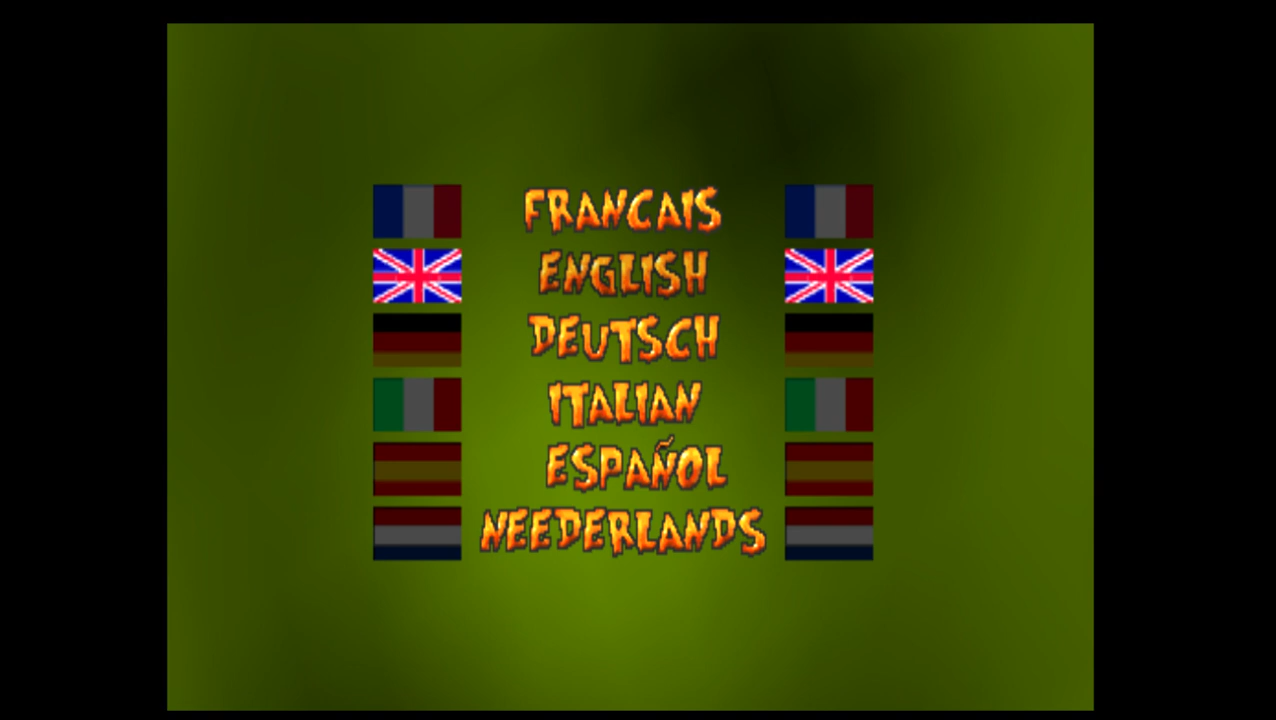 FRANCAIS
ENGLISH
DEUTSCH
ITALIAN
ESPAÑOL
NEEDERLANDS